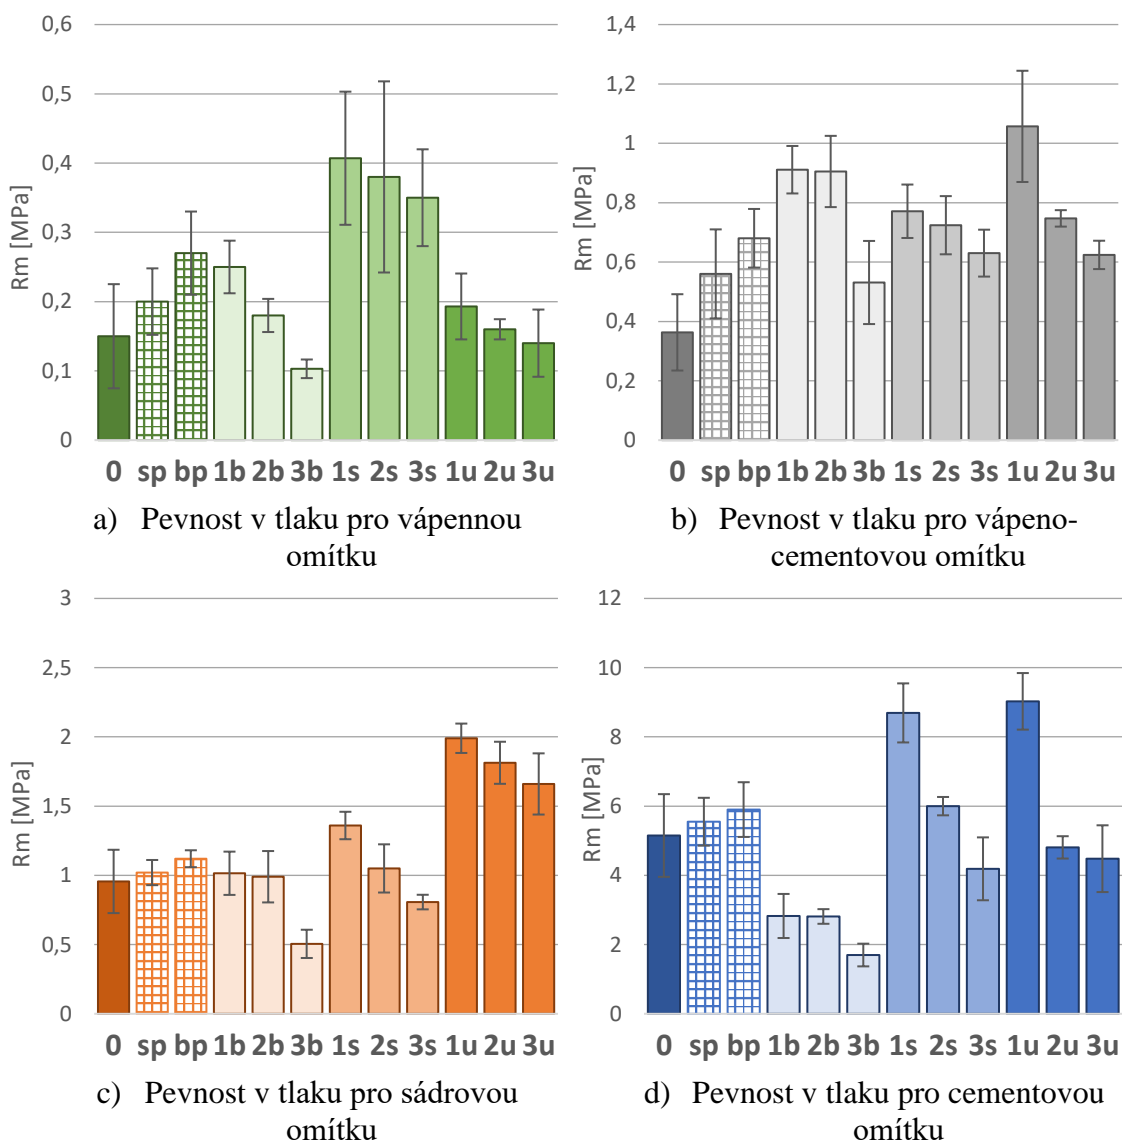 0,6
0,5
0,4
0,3
0,2
0,1
0
Rm [MPa]
0 sp bp 1b 2b 3b 1s 2s 3s 1u 2u 3u
a) Pevnost v tlaku pro vápennou
omítku
1,4
1,2
1
0,8
0,6
0,4
0,2
0
Rm [MPa]
0 sp bp 1b 2b 3b 1s 2s 3s 1u 2u 3u
b) Pevnost v tlaku pro vápeno-
cementovou omítku
3
2,5
2
1,5
1
0,5
0
Rm [MPa]
0 sp bp 1b 2b 3b 1s 2s 3s 1u 2u 3u
c) Pevnost v tlaku pro sádrovou
omítku
12
10
8
6
4
2
0
Rm [MPa]
0 sp bp 1b 2b 3b 1s 2s 3s 1u 2u 3u
d) Pevnost v tlaku pro cementovou
omítku